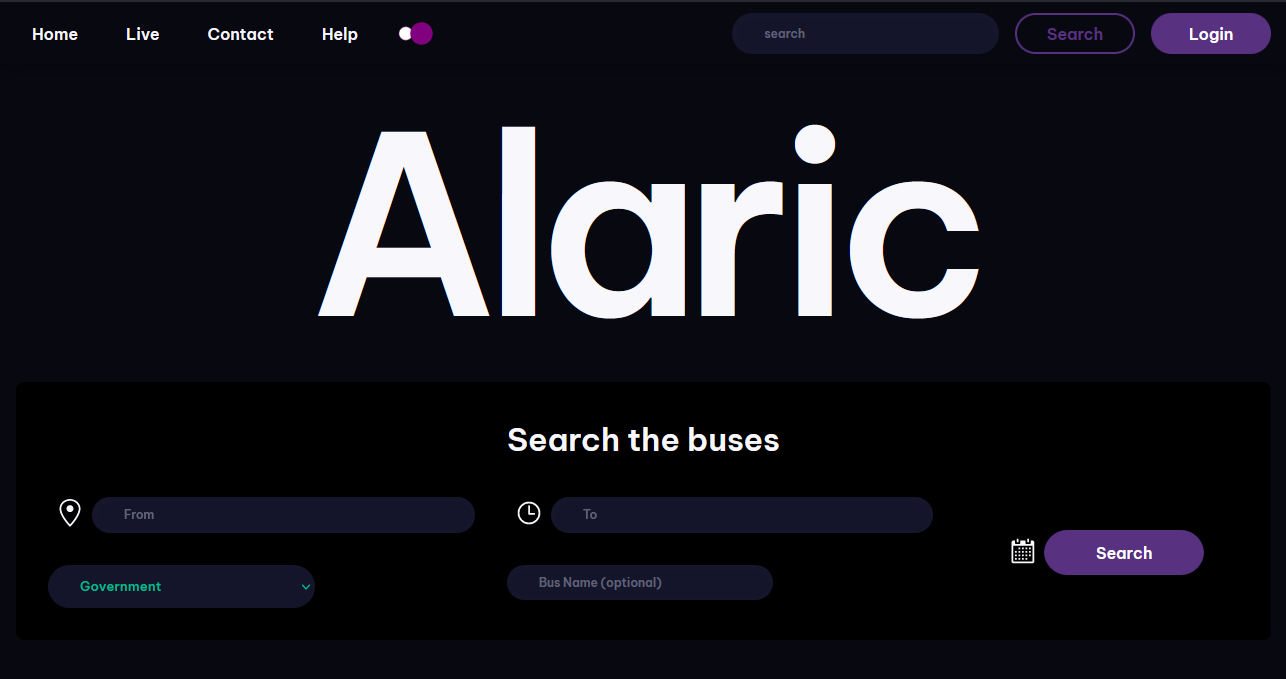 Home Live Contact Help search Search Login
Alaric
Search the buses
From To
Search
Government Bus Name (optional)